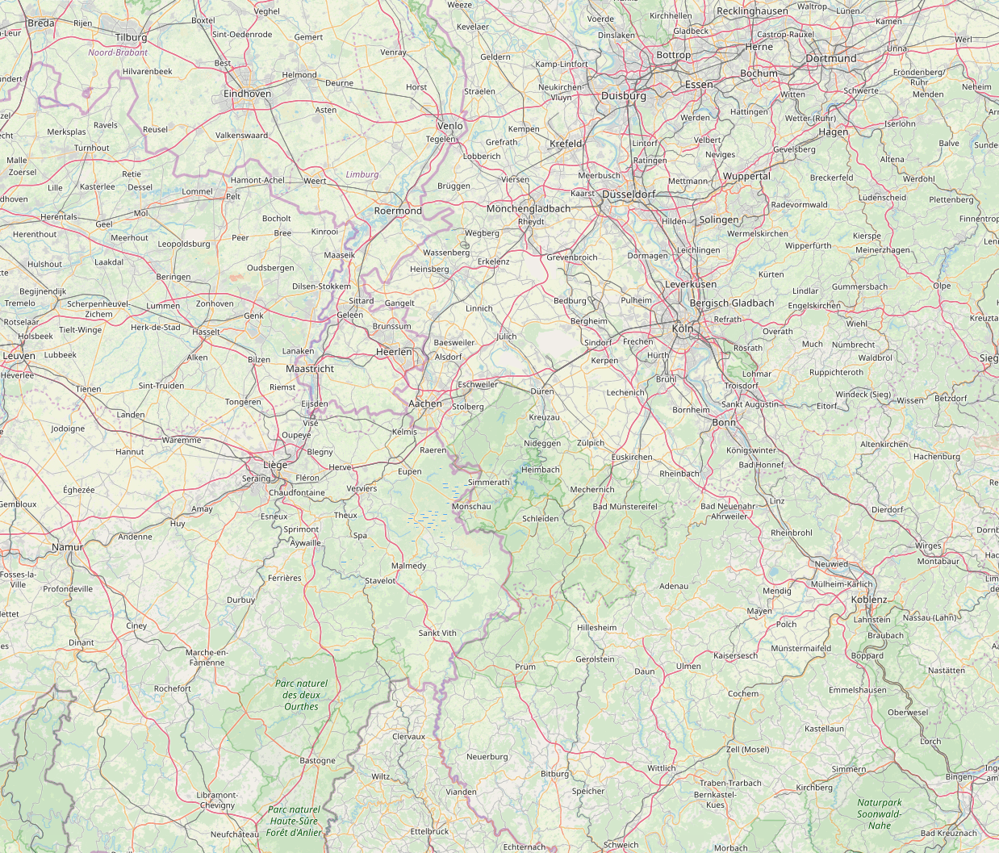 Weeze
Veghel
Recklinghausen
Waltrop
Lünen
Breda
Rijen
Boxtel
Kevelaer
Voerde
Kirchhellen
Kamen
Tilburg
Sint-Oedenrode
Gemert
Dinslaken
Gladbeck
Castrop-Rauxel
Werl
Noord-Brabant
Best
Venray
Geldern
Bottrop
Herne
Unna
Hilvarenbeek
Helmond
Kamp-Lintfort
Bochum
Dortmund
Deurne
Horst
Straelen
Neukirchen-
Vluyn
Essen
Fröndenberg/
Ruhr
Neheim
Eindhoven
Duisburg
Witten
Schwerte
Menden
Asten
Hattingen
Ravels
Reusel
Venlo
Kempen
Werden
Wetter (Ruhr)
Iserlohn
Merksplas
Valkenswaard
Tegelen
Grefrath
Krefeld
Lintorf
Velbert
Hagen
Turnhout
Lobberich
Ratingen
Neviges
Gevelsberg
Balve
Malle
Zoersel
Retie
Limburg
Viersen
Meerbusch
Wuppertal
Breckerfeld
Altena
Werdohl
Lille
Kasterlee
Dessel
Hamont-Achel
Weert
Brüggen
Kaarst
Düsseldorf
Mettmann
Lüdenscheid
Plettenberg
Lommel
Pelt
Roermond
Mönchengladbach
Radevormwald
Herentals
Geel
Mol
Bocholt
Rheydt
Hilden
Solingen
Herenthout
Meerhout
Leopoldsburg
Peer
Bree
Kinrooi
Wegberg
Wermelskirchen
Kierspe
Hulshout
Laakdal
Maaseik
Wassenberg
Dormagen
Leichlingen
Wipperfürth
Meinerzhagen
Oudsbergen
Heinsberg
Erkelenz
Grevenbroich
Begijnendijk
Beringen
Dilsen-Stokkem
Leverkusen
Kürten
Gummersbach
Olpe
Tremelo
Scherpenheuvel-
Zichem
Lummen
Zonhoven
Sittard
Gangelt
Linnich
Bedburg
Pulheim
Bergisch Gladbach
Lindlar
Engelskirchen
Rotselaar
Holsbeek
Tielt-Winge
Herk-de-Stad
Hasselt
Genk
Geleen
Brunssum
Jülich
Bergheim
Köln
Refrath
Overath
Wiehl
Leuven
Lubbeek
Alken
Bilzen
Lanaken
Heerlen
Baesweiler
Alsdorf
Sindorf
Frechen
Hürth
Kerpen
Rösrath
Much
Nümbrecht
Waldbröl
Heverlee
Tienen
Sint-Truiden
Riemst
Maastricht
Eschweiler
Düren
Brühl
Lohmar
Troisdorf
Ruppichteroth
Tongeren
Eijsden
Aachen
Stolberg
Lechenich
Bornheim
Sankt Augustin
Eitorf
Windeck (Sieg)
Wissen
Betzdorf
Jodoigne
Landen
Visé
Oupeye
Kelmis
Kreuzau
Bonn
Hannut
Waremme
Blegny
Raeren
Nideggen
Zülpich
Königswinter
Altenkirchen
Liège
Herve
Eupen
Heimbach
Euskirchen
Bad Honnef
Hachenburg
Seraing
Fléron
Chaudfontaine
Verviers
Simmerath
Mechernich
Rheinbach
Éghezée
Gembloux
Amay
Esneux
Theux
Monschau
Schleiden
Bad Münstereifel
Bad Neuenahr-
Ahrweiler
Linz
Dierdorf
Huy
Sprimont
Spa
Rheinbrohl
Andenne
Aywaille
Wirges
Namur
Malmedy
Neuwied
Montabaur
Fosses-la-
Ville
Profondeville
Ferrières
Stavelot
Adenau
Mülheim-Kärlich
Mendig
Koblenz
Durbuy
Mayen
Polch
Lahnstein
Nassau (Lahn)
Ciney
Sankt Vith
Hillesheim
Braubach
Dinant
Marche-en-
Famenne
Münstermaifeld
Boppard
Kaisersesch
Gerolstein
Prüm
Daun
Ulmen
Nastätten
Rochefort
Parc naturel
des deux
Ourthes
Cochem
Emmelshausen
Oberwesel
Clervaux
Kastellaun
Lorch
Bastogne
Neuerburg
Zell (Mosel)
Wiltz
Bitburg
Wittlich
Simmern
Bingen
Vianden
Speicher
Traben-Trarbach
Bernkastel-
Kues
Kirchberg
Libramont-
Chevigny
Parc naturel
Haute-Sûre
Forêt d'Anlier
Naturpark
Soonwald-
Nahe
Neufchâteau
Ettelbruck
Bad Kreuznach
Echternach
Schweich
Morbach